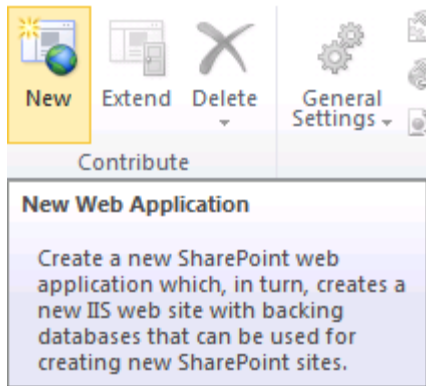 New Extend Delete General
Settings
Contribute
New Web Application
Create a new SharePoint web
application which, in turn, creates a
new IIS web site with backing
databases that can be used for
creating new SharePoint sites.